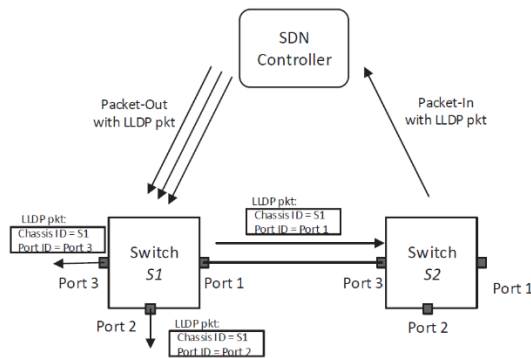 SDN
Controller
Packet-Out
with LLDP pkt
Packet-In
with LLDP pkt
LLDP pkt:
Chassis ID = S1
Port ID = Port 1
LLDP pkt:
Chassis ID = S1
Port ID = Port 3
Switch
S1
Switch
S2
Port 3
Port 1
Port 3
Port 1
Port 2
Port 2
LLDP pkt:
Chassis ID = S1
Port ID = Port 2